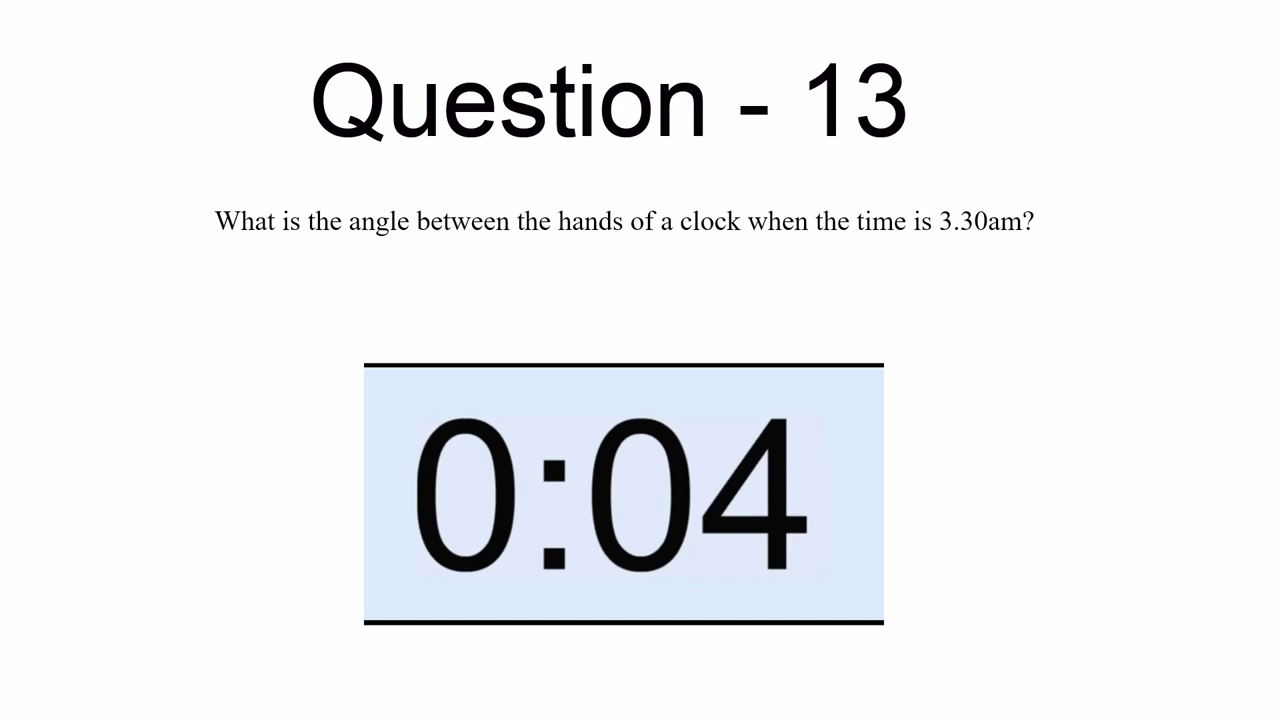 Question - 13
What is the angle between the hands of a clock when the time is 3.30am?
0:04